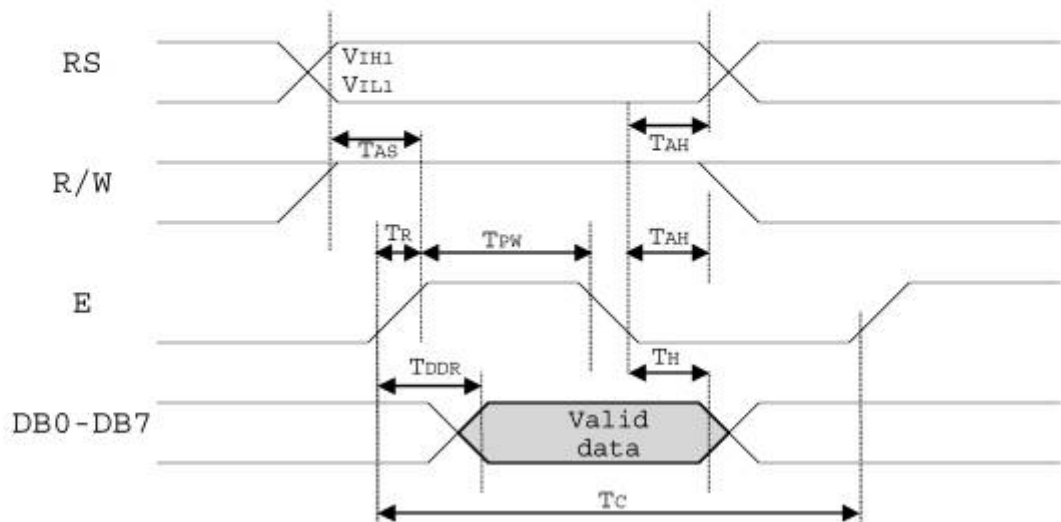 RS
VIH1
VIL1
TAS
TAH
R/W
TR
TPW
TAH
E
TDDR
TH
DB0-DB7
Valid
data
TC